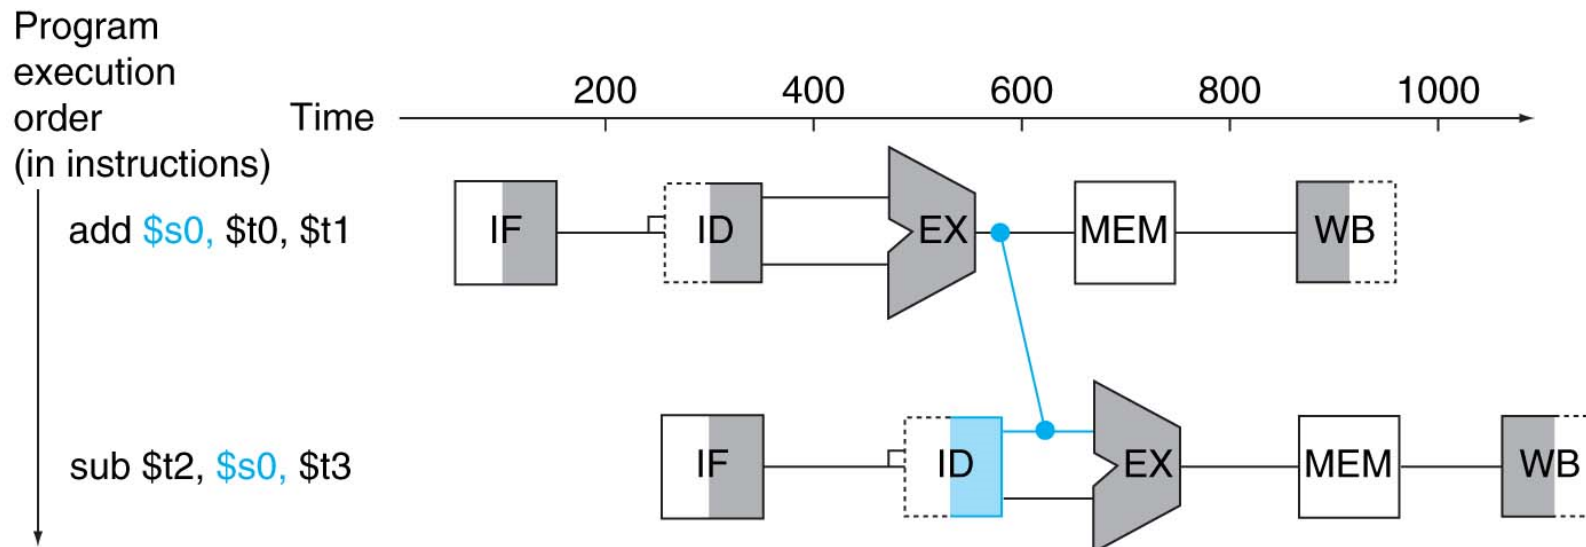 Program
execution
order
(in instructions)
Time
200 400 600 800 1000
add $s0, $t0, $t1
IF ID EX MEM WB
sub $t2, $s0, $t3
IF ID EX MEM WB